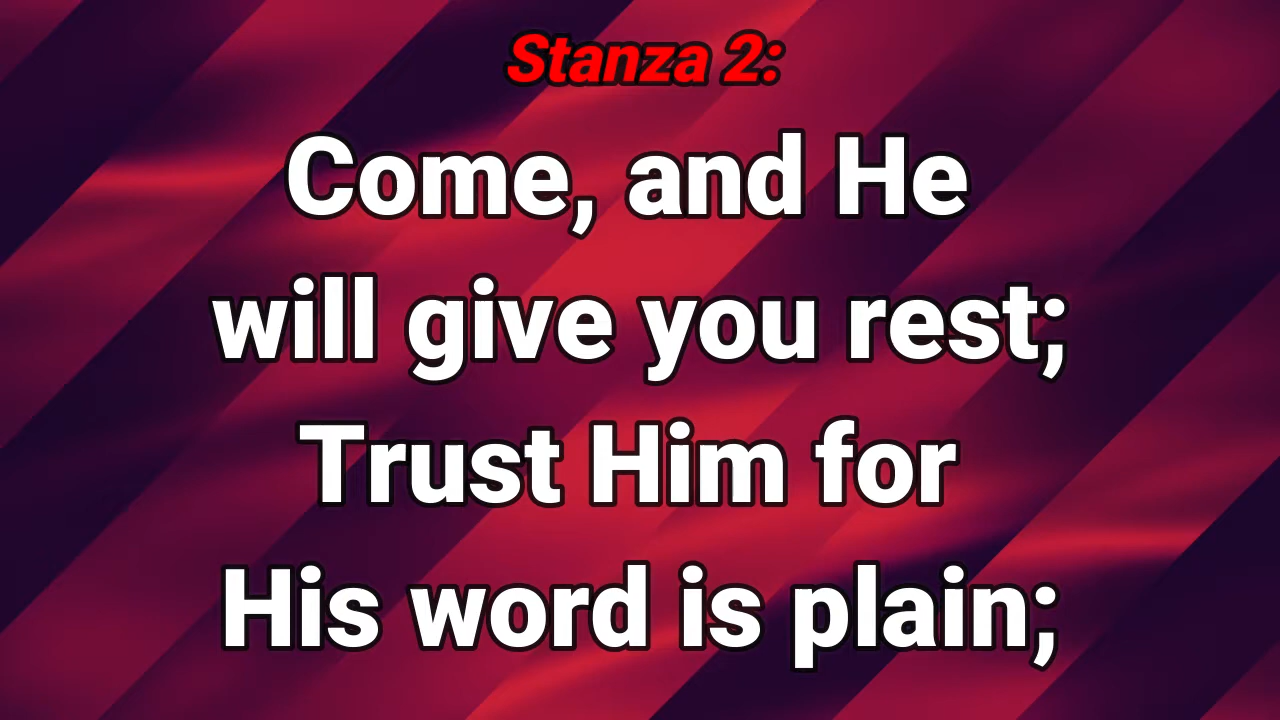 Stanza 2:
Come, and He
will give you rest;
Trust Him for
His word is plain;